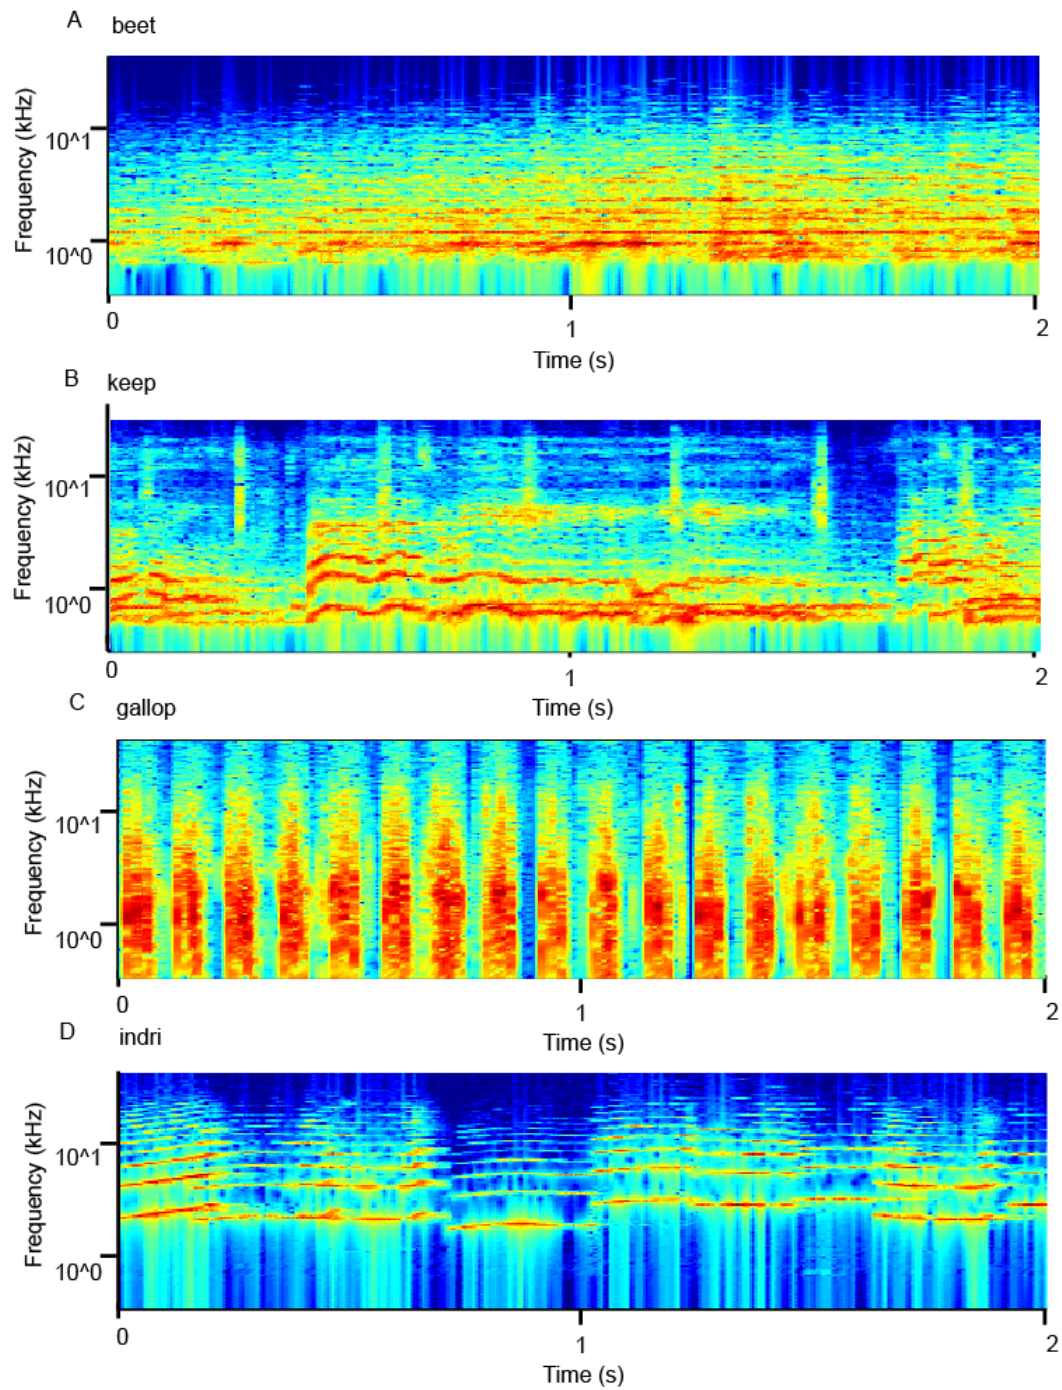 A beet
Frequency (kHz)
10^1
10^0
0 1 2
Time (s)
B keep
Frequency (kHz)
10^1
10^0
0 1 2
Time (s)
C gallop
Frequency (kHz)
10^1
10^0
0 1 2
Time (s)
D indri
Frequency (kHz)
10^1
10^0
0 1 2
Time (s)